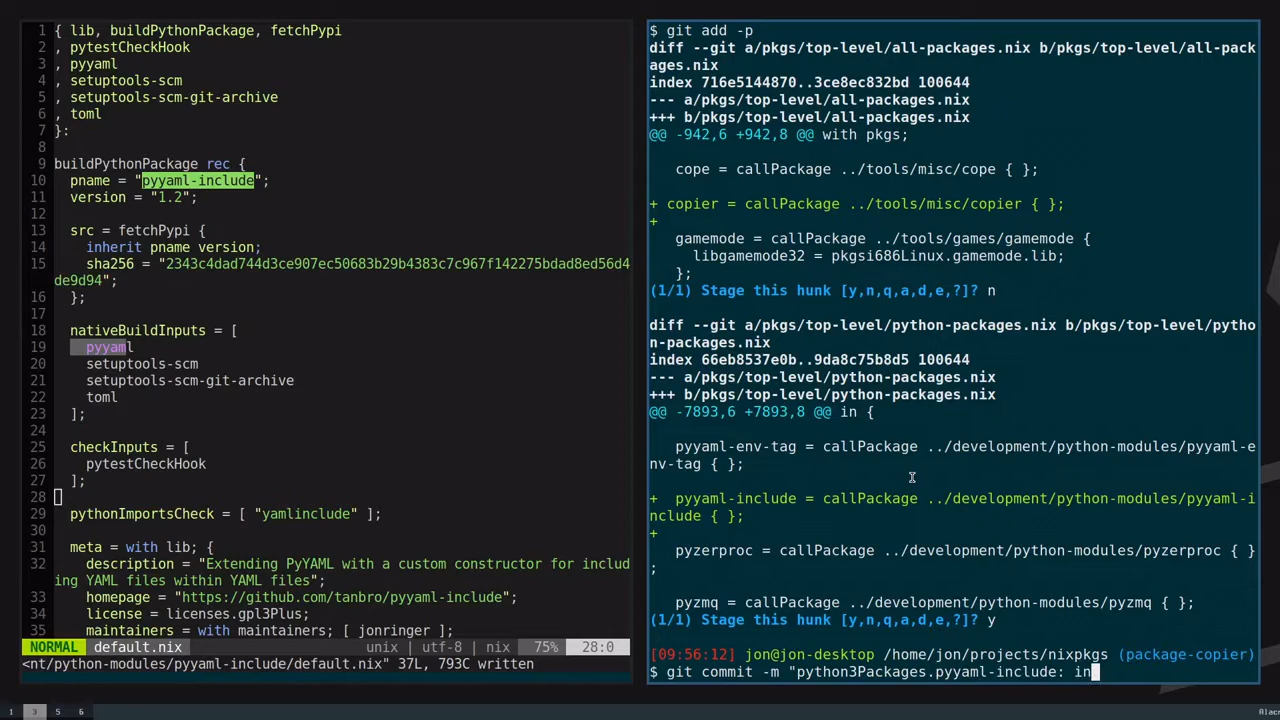 1 { lib, buildPythonPackage, fetchPypi
2 , pytestCheckHook
3 , pyyaml
4 , setuptools-scm
5 , setuptools-scm-git-archive
6 , toml
7 }:
8
9 buildPythonPackage rec {
10 pname = "pyyaml-include";
11 version = "1.2";
12
13 src = fetchPypi {
14 inherit pname version;
15 sha256 = "2343c4dad744d3ce907ec50683b29b4383c7c967f142275bdad8ed56d4
de9d94";
16 };
17
18 nativeBuildInputs = [
19 pyyaml
20 setuptools-scm
21 setuptools-scm-git-archive
22 toml
23 ];
24
25 checkInputs = [
26 pytestCheckHook
27 ];
28
29 pythonImportsCheck = [ "yamlinclude" ];
30
31 meta = with lib; {
32 description = "Extending PyYAML with a custom constructor for includ
ing YAML files within YAML files";
33 homepage = "https://github.com/tanbro/pyyaml-include";
34 license = licenses.gpl3Plus;
35 maintainers = with maintainers; [ jonringer ];
NORMAL default.nix unix | utf-8 | nix 75% 28:0
<nt/python-modules/pyyaml-include/default.nix" 37L, 793C written
$ git add -p
diff --git a/pkgs/top-level/all-packages.nix b/pkgs/top-level/all-pack
ages.nix
index 716e5144870..3ce8ec832bd 100644
--- a/pkgs/top-level/all-packages.nix
+++ b/pkgs/top-level/all-packages.nix
@@ -942,6 +942,8 @@ with pkgs;
cope = callPackage ../tools/misc/cope { };
+ copier = callPackage ../tools/misc/copier { };
+
gamemode = callPackage ../tools/games/gamemode {
libgamemode32 = pkgsi686Linux.gamemode.lib;
};
(1/1) Stage this hunk [y,n,q,a,d,e,?]? n
diff --git a/pkgs/top-level/python-packages.nix b/pkgs/top-level/pytho
n-packages.nix
index 66eb8537e0b..9da8c75b8d5 100644
--- a/pkgs/top-level/python-packages.nix
+++ b/pkgs/top-level/python-packages.nix
@@ -7893,6 +7893,8 @@ in {
pyyaml-env-tag = callPackage ../development/python-modules/pyyaml-e
nv-tag { };
+ pyyaml-include = callPackage ../development/python-modules/pyyaml-i
nclude { };
+
pyzerproc = callPackage ../development/python-modules/pyzerproc { }
;
pyzmq = callPackage ../development/python-modules/pyzmq { };
(1/1) Stage this hunk [y,n,q,a,d,e,?]? y
[09:56:12] jon@jon-desktop /home/jon/projects/nixpkgs (package-copier)
$ git commit -m "python3Packages.pyyaml-include: in
1 3 5 6 Alac